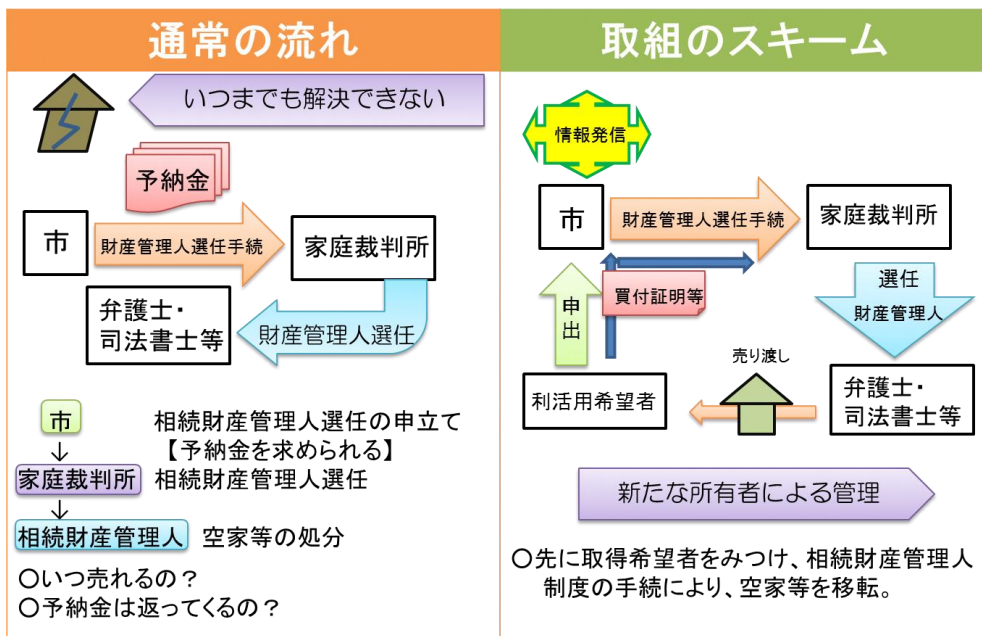 通常の流れ
いつまでも解決できない
予納金
市
財産管理人選任手続
家庭裁判所
弁護士・
司法書士等
財産管理人選任
市
相続財産管理人選任の申立て
【予納金を求められる】
↓
家庭裁判所
相続財産管理人選任
↓
相続財産管理人
空家等の処分
〇いつ売れるの？
〇予納金は返ってくるの？
取組のスキーム
情報発信
市
財産管理人選任手続
家庭裁判所
申出
買付証明等
選任
財産管理人
売り渡し
利活用希望者
弁護士・
司法書士等
新たな所有者による管理
〇先に取得希望者をみつけ、相続財産管理人
制度の手続により、空家等を移転。